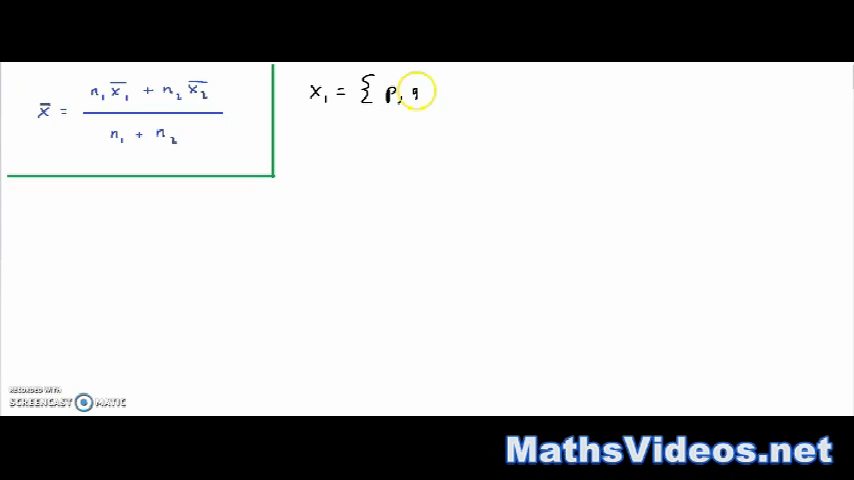 x̄ = (n₁x̄₁ + n₂x̄₂) / (n₁ + n₂)
x₁ = { p, q
RECORDED WITH
SCREENCAST MATIC
MathsVideos.net